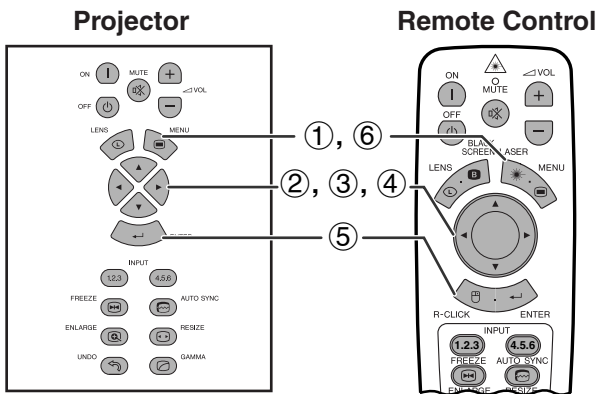 Projector
Remote Control
ON
MUTE
VOL
OFF
LENS
MENU
INPUT
1,2,3
4,5,6
FREEZE
AUTO SYNC
ENLARGE
RESIZE
UNDO
GAMMA
①, ⑥
②, ③, ④
⑤
ON
MUTE
VOL
OFF
BLACK
SCREEN LASER
LENS
B
MENU
L
R-CLICK
ENTER
INPUT
1.2.3
4.5.6
FREEZE
AUTO SYNC
ENLARGE
RESIZE